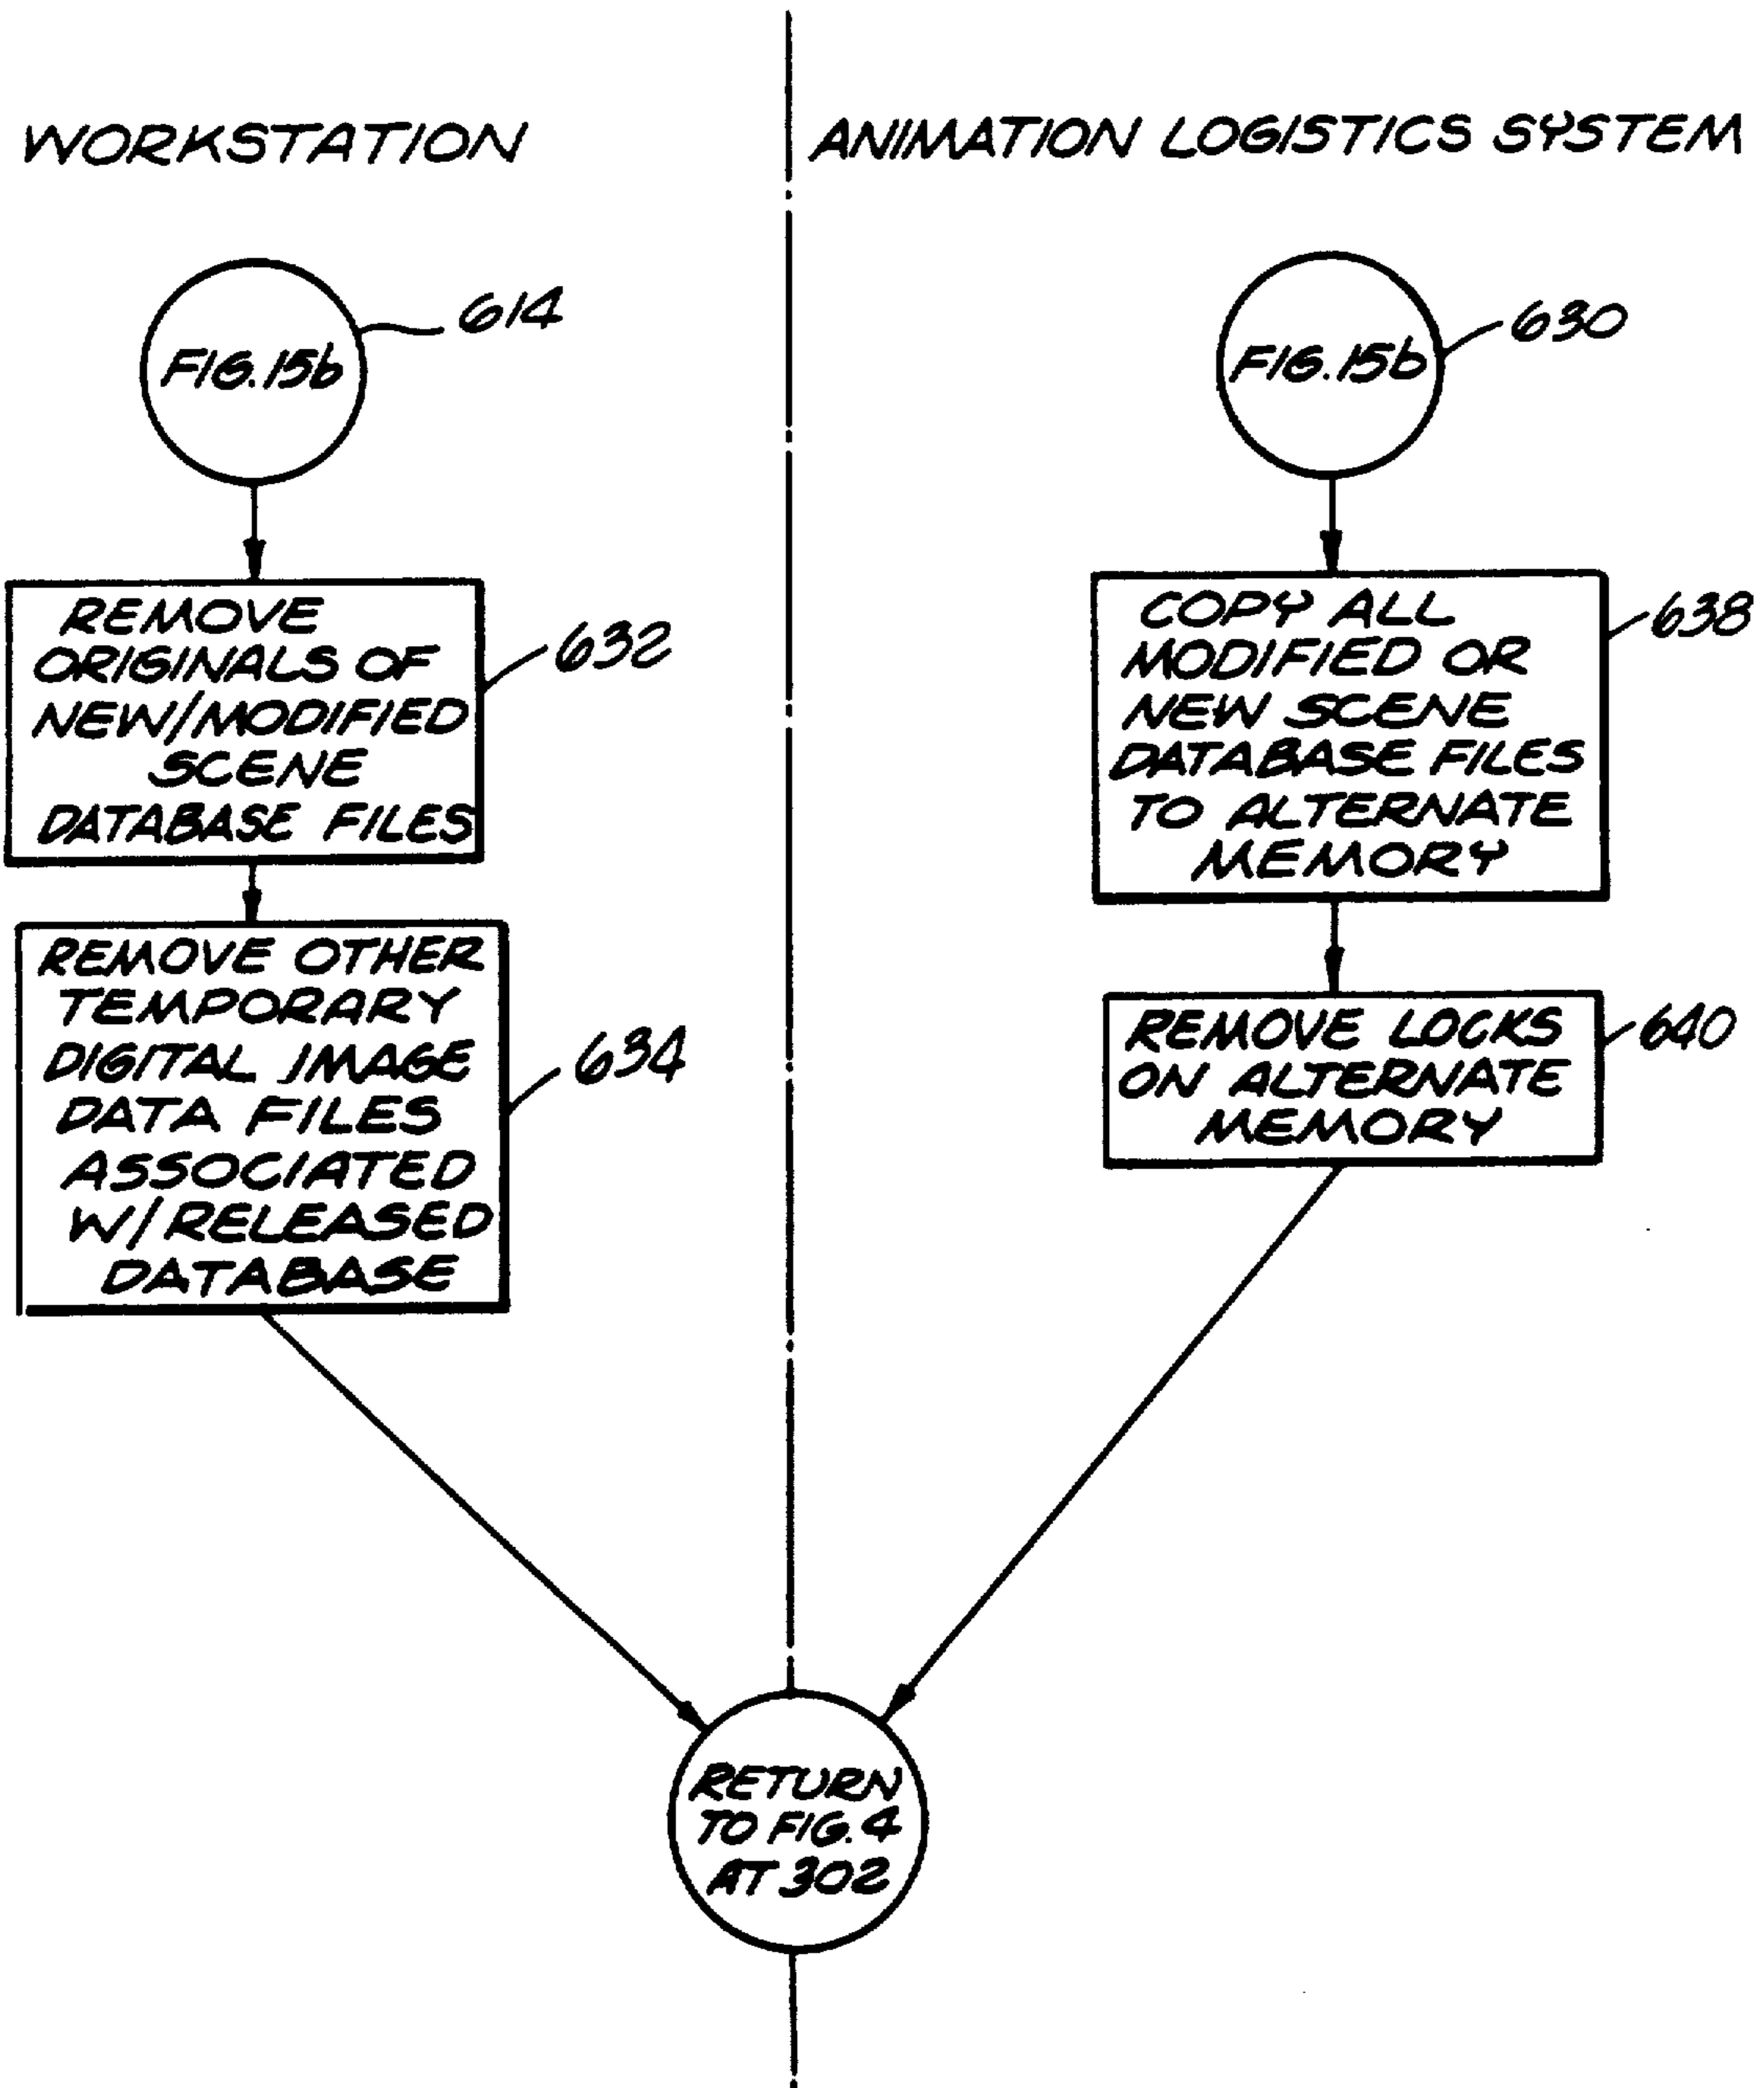 WORKSTATION
ANIMATION LOGISTICS SYSTEM
FIG. 15b
614
REMOVE
ORIGINALS OF
NEW/MODIFIED
SCENE
DATABASE FILES
632
REMOVE OTHER
TEMPORARY
DIGITAL IMAGE
DATA FILES
ASSOCIATED
W/RELEASED
DATABASE
634
FIG. 15b
630
COPY ALL
MODIFIED OR
NEW SCENE
DATABASE FILES
TO ALTERNATE
MEMORY
638
REMOVE LOCKS
ON ALTERNATE
MEMORY
640
RETURN
TO FIG. 4
AT 302